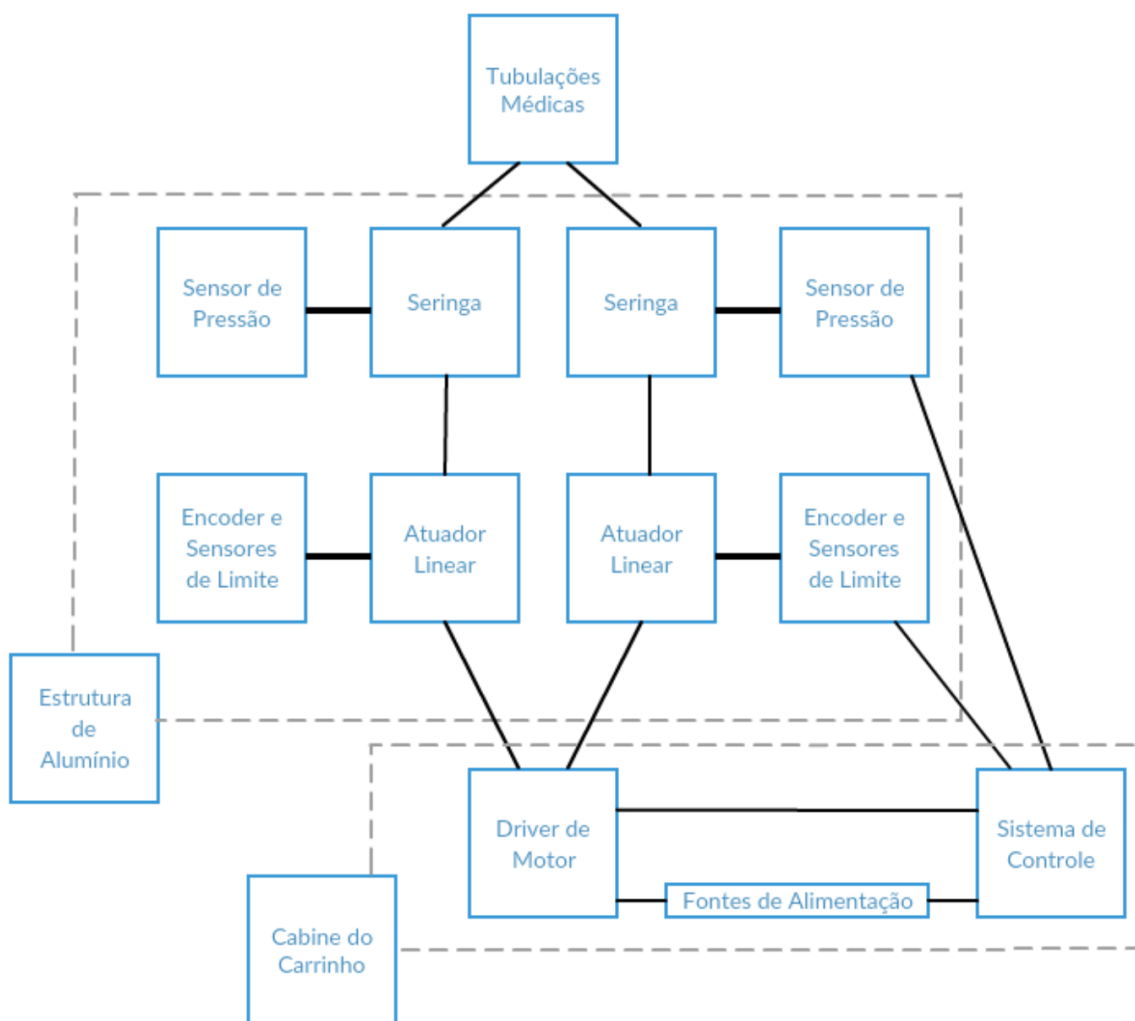 Tubulações
Médicas
Sensor de
Pressão
Seringa
Seringa
Sensor de
Pressão
Encoder e
Sensores
de Limite
Atuador
Linear
Atuador
Linear
Encoder e
Sensores
de Limite
Estrutura
de
Alumínio
Driver de
Motor
Sistema de
Controle
Fontes de Alimentação
Cabine do
Carrinho